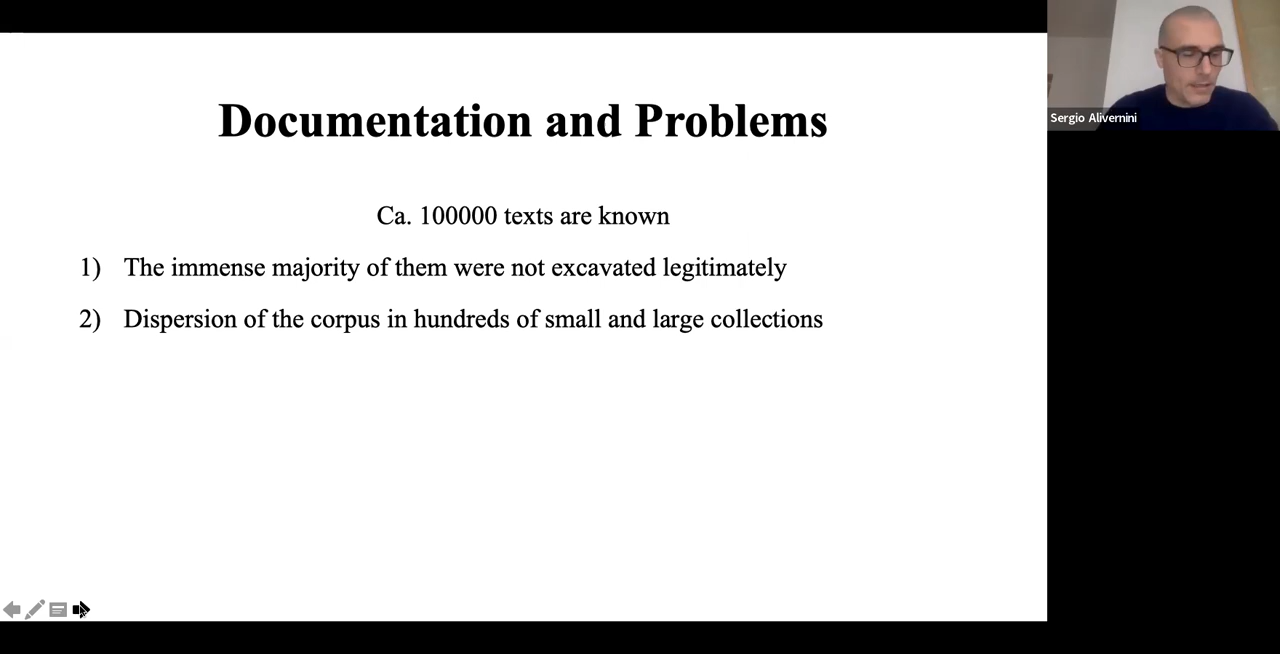 Documentation and Problems
Ca. 100000 texts are known
1) The immense majority of them were not excavated legitimately
2) Dispersion of the corpus in hundreds of small and large collections
Sergio Alivernini